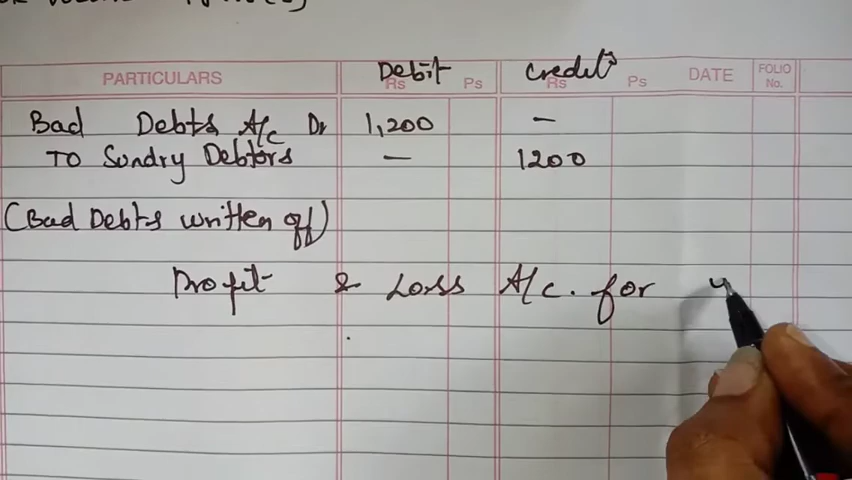 Debit Credit
PARTICULARS Rs Ps Rs Ps DATE FOLIO No.
Bad Debts A/c Dr 1,200 —
To Sundry Debtors — 1200
(Bad Debts written off)
Profit & Loss A/c. for